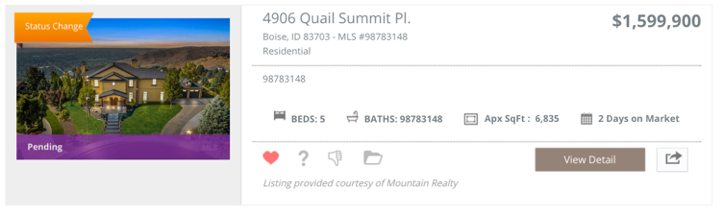 Status Change
Pending
MLS
4906 Quail Summit Pl.
$1,599,900
Boise, ID 83703 - MLS #98783148
Residential
98783148
BEDS: 5
BATHS: 98783148
Apx SqFt : 6,835
2 Days on Market
?
View Detail
Listing provided courtesy of Mountain Realty